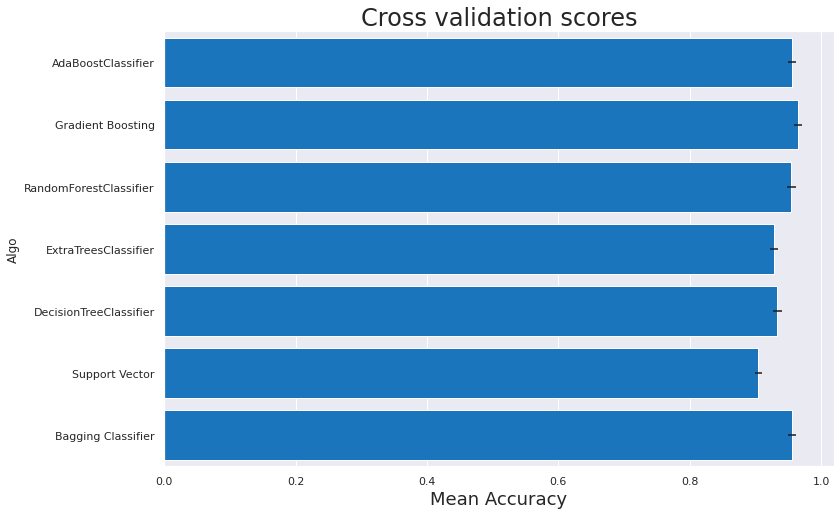 Cross validation scores
AdaBoostClassifier
Gradient Boosting
RandomForestClassifier
ExtraTreesClassifier
DecisionTreeClassifier
Support Vector
Bagging Classifier
Algo
0.0 0.2 0.4 0.6 0.8 1.0
Mean Accuracy